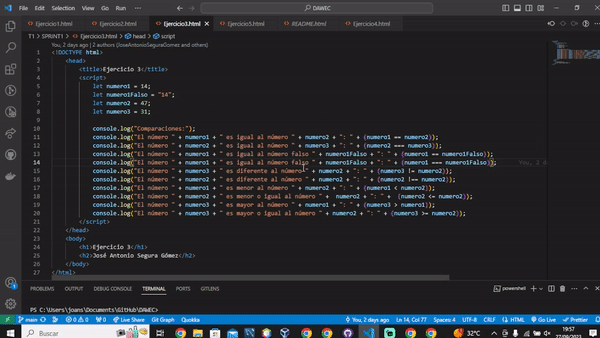 File Edit Selection View Go Run ... DAWEC
Ejercicio1.html Ejercicio2.html Ejercicio3.html Ejercicio5.html README.html Ejercicio4.html
T1 > SPRINT1 > Ejercicio3.html > html > head > script
You, 2 days ago | 2 authors (JoseAntonioSeguraGomez and others)
1 <!DOCTYPE html>
2 <head>
3 <title>Ejercicio 3</title>
4 <script>
5 let numero1 = 14;
6 let numero1Falso = "14";
7 let numero2 = 47;
8 let numero3 = 31;
9
10 console.log("Comparaciones:");
11 console.log("El número " + numero1 + " es igual al número " + numero2 + ": " + (numero1 == numero2));
12 console.log("El número " + numero3 + " es igual al número " + numero2 + ": " + (numero2 === numero3));
13 console.log("El número " + numero1 + " es igual al número falso " + numero1Falso + ": " + (numero1 == numero1Falso));
14 console.log("El número " + numero1 + " es igual al número falso " + numero1Falso + ": " + (numero1 === numero1Falso)); You, 2 d
15 console.log("El número " + numero3 + " es diferente al número " + numero2 + ": " + (numero3 != numero2));
16 console.log("El número " + numero1 + " es diferente al número " + numero2 + ": " + (numero1 !== numero2));
17 console.log("El número " + numero1 + " es menor al número " + numero2 + ": " + (numero1 < numero2));
18 console.log("El número " + numero2 + " es menor o igual al número " + numero2 + ": " + (numero2 <= numero2));
19 console.log("El número " + numero3 + " es mayor al número " + numero1 + ": " + (numero3 > numero1));
20 console.log("El número " + numero3 + " es mayor o igual al número " + numero2 + ": " + (numero3 >= numero2));
21 </script>
22 </head>
23 <body>
24 <h1>Ejercicio 3</h1>
25 <h2>José Antonio Segura Gómez</h2>
26 </body>
27 </html>
PROBLEMS OUTPUT DEBUG CONSOLE TERMINAL PORTS GITLENS powershell
PS C:\Users\joans\Documents\GitHub\DAWEC>
main 0 0 0 Live Share Git Graph Quokka You, 2 days ago Ln 14, Col 77 Spaces: 4 UTF-8 CRLF HTML Go Live Prettier
Buscar 32°C 19:57
27/09/2023